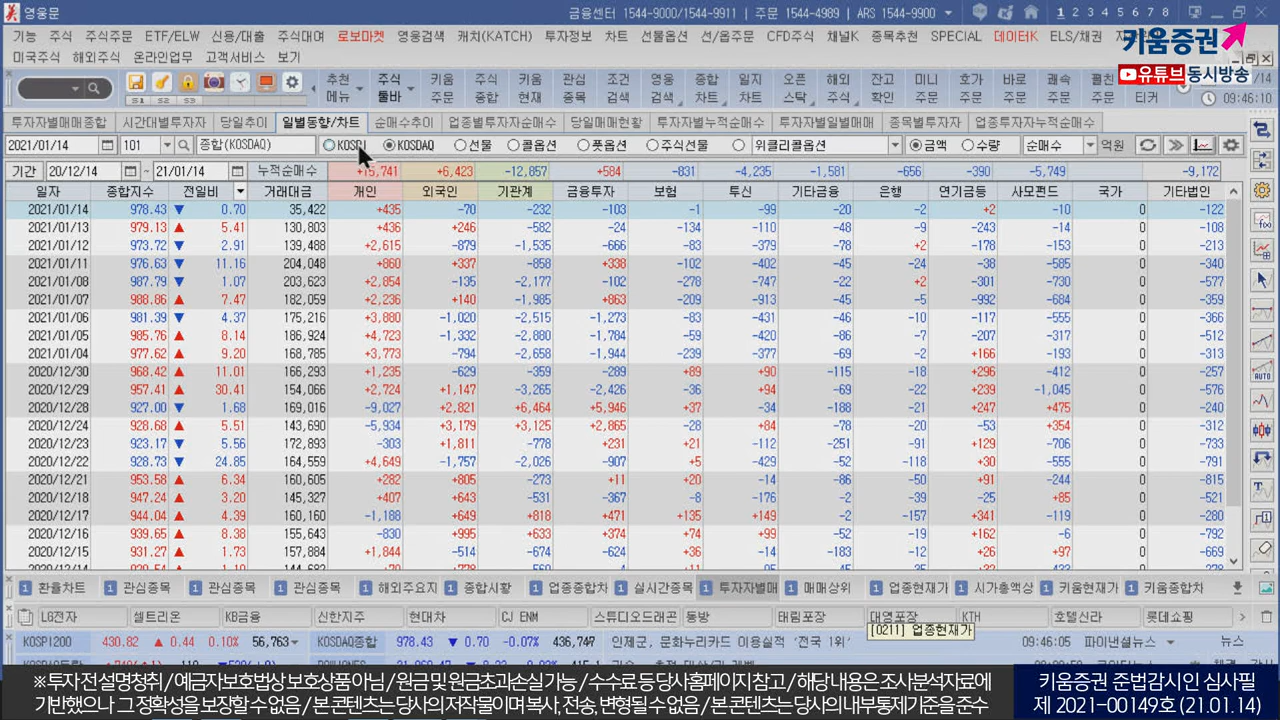 영웅문 금융센터 1544-9000/1544-9911 | 주문 1544-4989 | ARS 1544-9900 1 2 3 4 5 6 7 8
기능 주식 주식주문 ETF/ELW 신용/대출 주식대여 로보마켓 영웅검색 캐치(KATCH) 투자정보 차트 선물옵션 선/옵주문 CFD주식 채널K 종목추천 SPECIAL 데이터K ELS/채권
키움증권
미국주식 해외주식 온라인업무 고객서비스 보기
유튜브 동시방송
추천 주식 키움 주식 키움 관심 조건 영웅 종합 일지 오픈 해외 잔고 미니 호가 바로 쾌속
메뉴 툴바 주문 종합 현재 종목 검색 검색 차트 차트 스탁 주식 확인 주문 주문 주문 주문 주문 티커
S1 S2 S3
09:46:10
투자자별매매종합 시간대별투자자 당일추이 일별동향/차트 순매수추이 업종별투자자순매수 당일매매현황 투자자별누적순매수 투자자별일별매매 종목별투자자 업종투자자순매수
2021/01/14 101 종합(KOSDAQ) KOSPI KOSDAQ 선물 콜옵션 풋옵션 주식선물 위클리콜옵션 금액 수량 순매수 억원
기간 20/12/14 ~ 21/01/14 누적순매수 +15,741 +6,423 -12,857 +584 -831 -4,235 -1,581 -656 -390 -5,749 -9,172
일자 종합지수 전일비 거래대금 개인 외국인 기관계 금융투자 보험 투신 기타금융 은행 연기금등 사모펀드 국가 기타법인
2021/01/14 978.43 ▼ 0.70 35,422 +435 -70 -232 -103 -1 -99 -20 -2 +2 -10 0 -122
2021/01/13 979.13 ▲ 5.41 130,803 +436 +246 -582 -24 -134 -110 -48 -9 -243 -14 0 -108
2021/01/12 973.72 ▼ 2.91 139,488 +2,615 -879 -1,535 -666 -83 -379 -78 +2 -178 -153 0 -213
2021/01/11 976.63 ▼ 11.16 204,048 +860 +337 -858 +338 -102 -402 -45 -24 -38 -585 0 -340
2021/01/08 987.79 ▼ 1.07 203,623 +2,854 -135 -2,177 -102 -278 -747 -22 +2 -301 -730 0 -577
2021/01/07 988.86 ▲ 7.47 182,059 +2,236 +140 -1,985 +863 -209 -913 -45 -5 -992 -684 0 -359
2021/01/06 981.39 ▼ 4.37 175,216 +3,880 -1,020 -2,515 -1,273 -83 -431 -46 -10 -117 -555 0 -366
2021/01/05 985.76 ▲ 8.14 186,924 +4,723 -1,332 -2,880 -1,784 -59 -420 -86 -7 -207 -317 0 -512
2021/01/04 977.62 ▲ 9.20 168,785 +3,773 -794 -2,658 -1,944 -239 -377 -69 -1 +166 -193 0 -313
2020/12/30 968.42 ▲ 11.01 166,293 +1,235 -629 -359 -289 +89 +90 -115 -18 +296 -412 0 -257
2020/12/29 957.41 ▲ 30.41 154,066 +2,724 +1,147 -3,265 -2,426 -36 +94 -69 -22 +239 -1,045 0 -576
2020/12/28 927.00 ▼ 1.68 169,016 -9,027 +2,821 +6,464 +5,946 +37 -34 -188 -21 +247 +475 0 -240
2020/12/24 928.68 ▲ 5.51 143,690 -5,934 +3,179 +3,125 +2,865 -28 +84 -78 -20 -53 +354 0 -312
2020/12/23 923.17 ▼ 5.56 172,893 -303 +1,811 -778 +231 +21 -112 -251 -91 +129 -706 0 -733
2020/12/22 928.73 ▼ 24.85 164,559 +4,649 -1,757 -2,026 -907 +5 -429 -52 -118 +30 -555 0 -791
2020/12/21 953.58 ▲ 6.34 160,605 +282 +805 -273 +11 +20 -14 -86 -50 +91 -244 0 -815
2020/12/18 947.24 ▲ 3.20 145,327 +407 +643 -531 -367 -8 -176 -2 -39 -25 +85 0 -521
2020/12/17 944.04 ▲ 4.39 160,160 -1,188 +649 +818 +471 +135 +149 -2 -157 +341 -119 0 -280
2020/12/16 939.65 ▲ 8.38 155,643 -830 +995 +633 +374 +74 +99 -52 -19 +162 -6 0 -792
2020/12/15 931.27 ▲ 1.73 157,884 +1,844 -514 -674 -624 +36 -14 -183 -12 +26 +97 0 -669
1 환율차트 1 관심종목 1 관심종목 1 관심종목 1 해외주요지 1 종합시황 1 업종종합차 1 실시간종목 1 투자자별매 1 매매상위 1 업종현재가 1 시가총액상 1 키움현재가 1 키움종합차
LG전자 셀트리온 KB금융 신한지주 현대차 CJ ENM 스튜디오드래곤 동방 태림포장 대영포장 KTH 호텔신라 롯데쇼핑
[0211] 업종현재가
KOSPI200 430.82 ▲ 0.44 0.10% 56,763 KOSDAQ종합 978.43 ▼ 0.70 -0.07% 436,747 인제군, 문화누리카드 이용실적 '전국 1위' 09:46:05 파이낸셜뉴스 뉴스
※ 투자 전 설명청취 / 예금자보호법상 보호상품 아님 / 원금 및 원금초과손실 가능 / 수수료 등 당사홈페이지 참고 / 해당 내용은 조사분석자료에
기반했으나 그 정확성을 보장할 수 없음 / 본 콘텐츠는 당사의 저작물이며 복사, 전송, 변형될 수 없음 / 본 콘텐츠는 당사의 내부통제기준을 준수
키움증권 준법감시인 심사필
제 2021-00149호 (21.01.14)